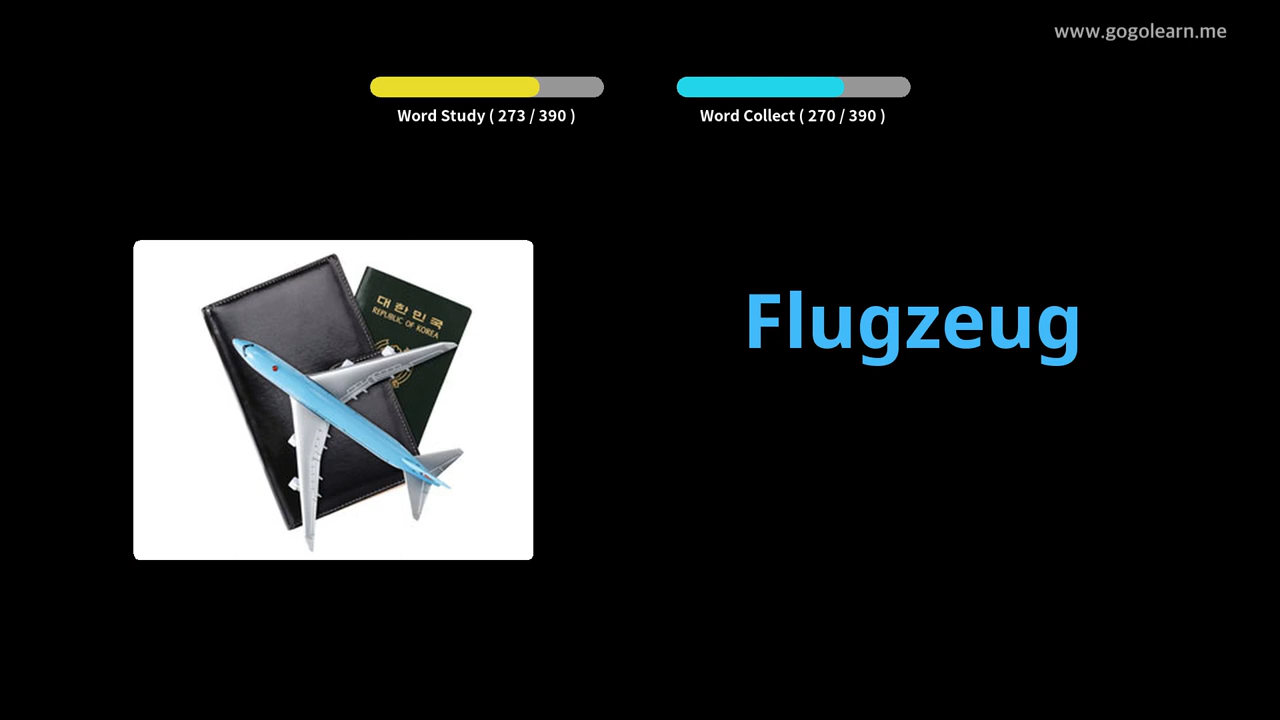 www.gogolearn.me
Word Study ( 273 / 390 )
Word Collect ( 270 / 390 )
대한민국
REPUBLIC OF KOREA
Flugzeug